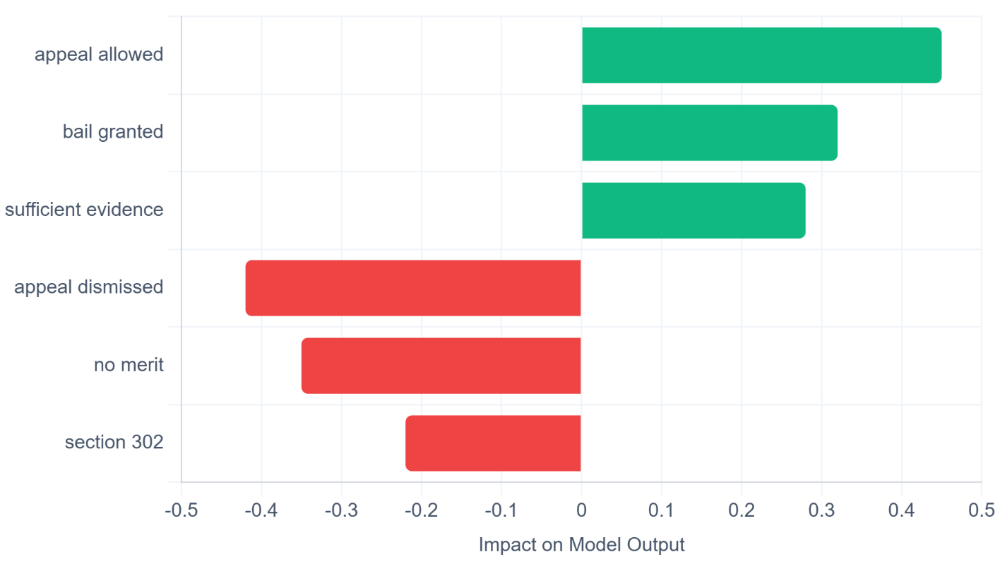 appeal allowed
bail granted
sufficient evidence
appeal dismissed
no merit
section 302
-0.5 -0.4 -0.3 -0.2 -0.1 0 0.1 0.2 0.3 0.4 0.5
Impact on Model Output